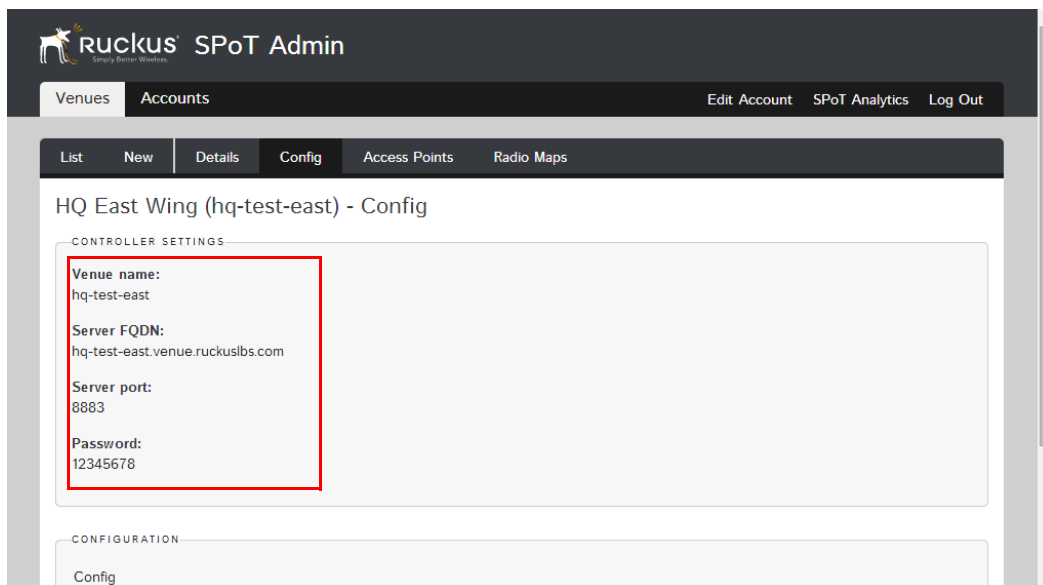 Ruckus SPoT Admin
Simply Better Wireless.
Venues Accounts Edit Account SPoT Analytics Log Out
List New Details Config Access Points Radio Maps
HQ East Wing (hq-test-east) - Config
CONTROLLER SETTINGS
Venue name:
hq-test-east
Server FQDN:
hq-test-east.venue.ruckuslbs.com
Server port:
8883
Password:
12345678
CONFIGURATION
Config